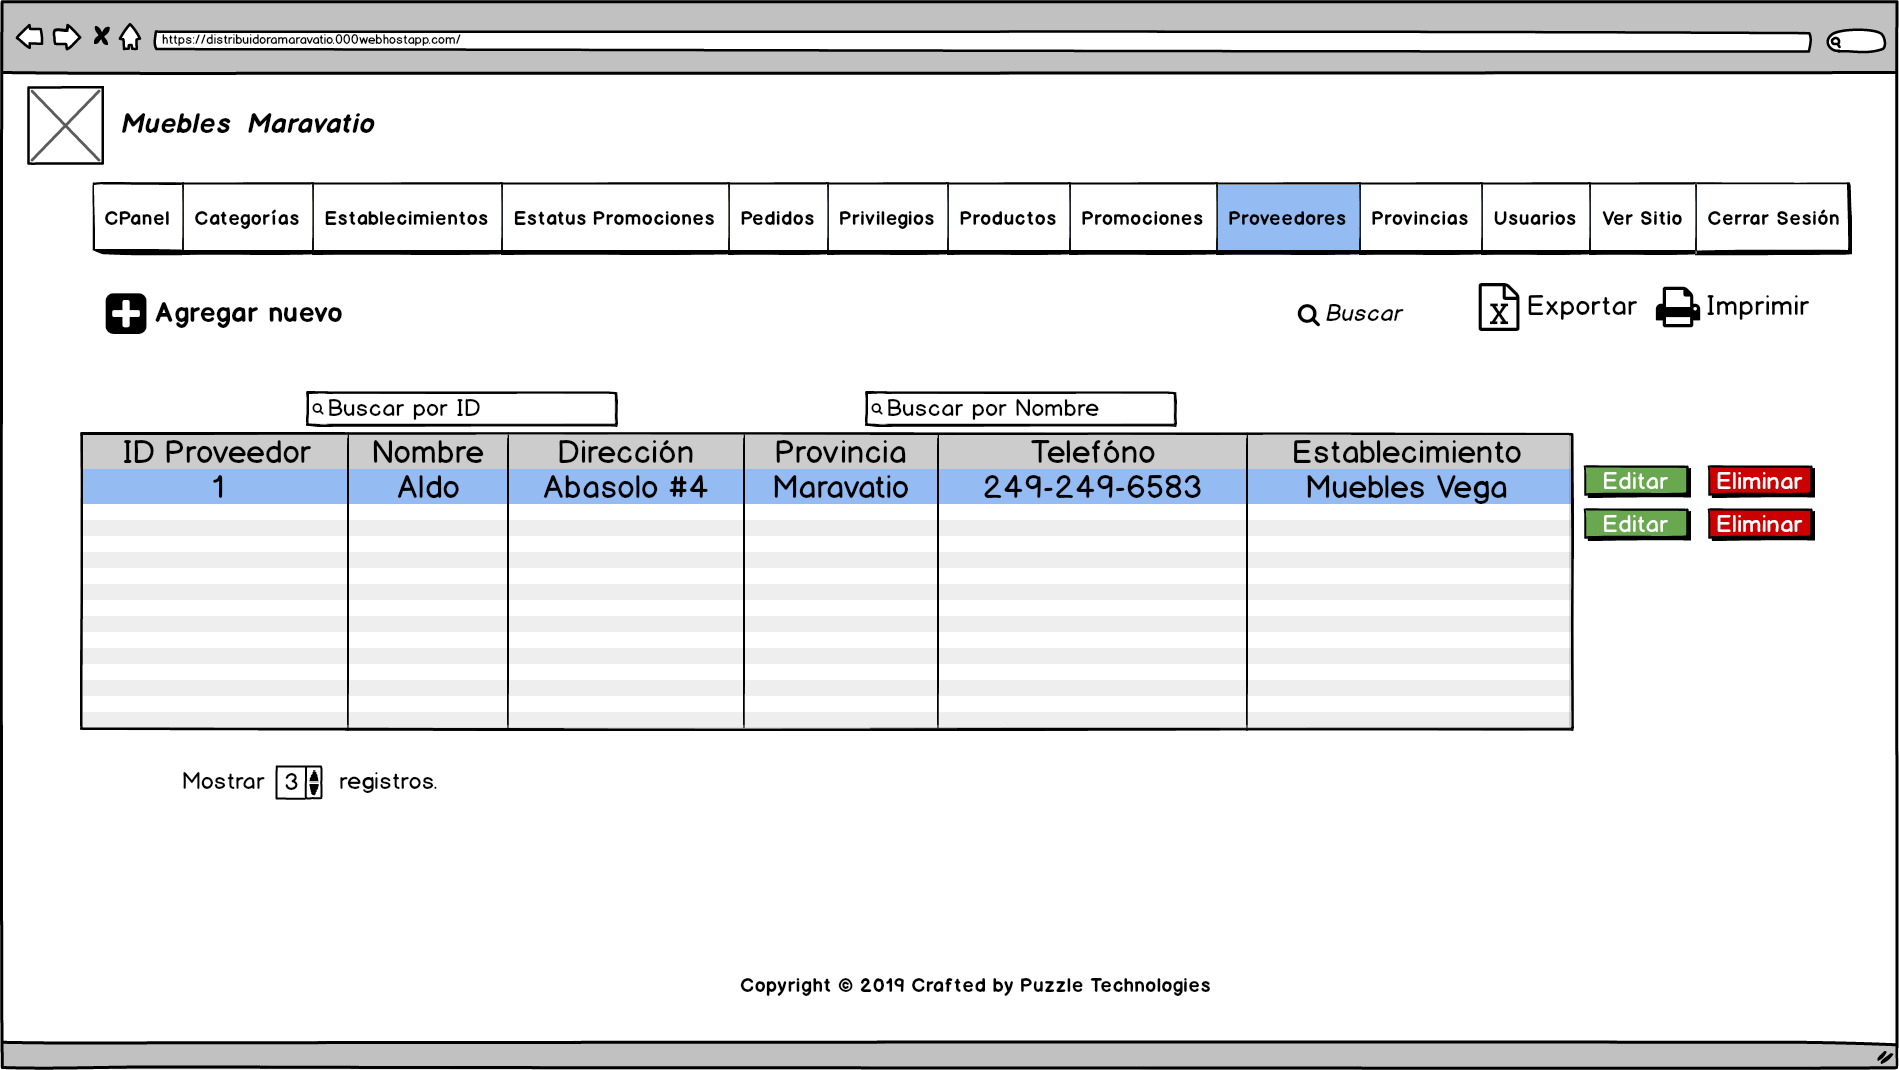 https://distribuidoramaravatio.000webhostapp.com/
Muebles Maravatio
CPanel Categorías Establecimientos Estatus Promociones Pedidos Privilegios Productos Promociones Proveedores Provincias Usuarios Ver Sitio Cerrar Sesión
Agregar nuevo Buscar Exportar Imprimir
Buscar por ID Buscar por Nombre
ID Proveedor Nombre Dirección Provincia Telefóno Establecimiento
1 Aldo Abasolo #4 Maravatio 249-249-6583 Muebles Vega Editar Eliminar
Editar Eliminar
Mostrar 3 registros.
Copyright © 2019 Crafted by Puzzle Technologies